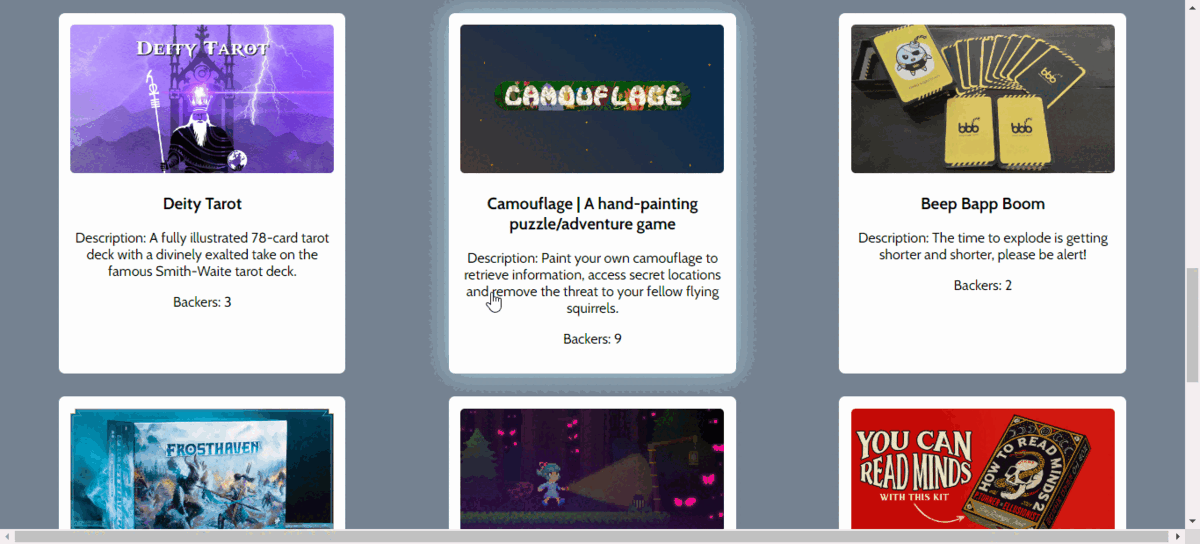 DEITY TAROT
Deity Tarot
Description: A fully illustrated 78-card tarot
deck with a divinely exalted take on the
famous Smith-Waite tarot deck.
Backers: 3
CAMOUFLAGE
Camouflage | A hand-painting
puzzle/adventure game
Description: Paint your own camouflage to
retrieve information, access secret locations
and remove the threat to your fellow flying
squirrels.
Backers: 9
bbb
bbb
bbb
Beep Bapp Boom
Description: The time to explode is getting
shorter and shorter, please be alert!
Backers: 2
FROSTHAVEN
YOU CAN
READ MINDS
WITH THIS KIT
HOW TO READ MINDS 2